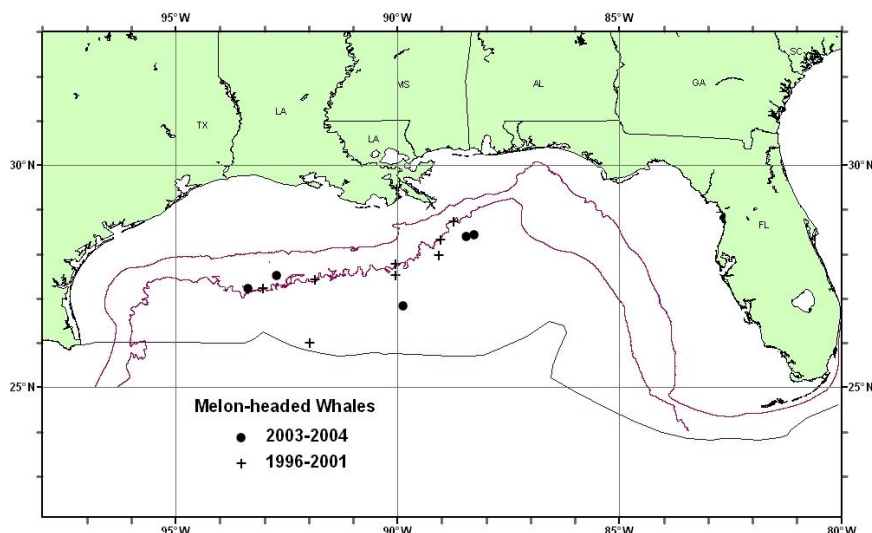 95°W 90°W 85°W 80°W
SC
MS AL GA
LA
TX
LA
30°N 30°N
FL
25°N 25°N
Melon-headed Whales
2003-2004
1996-2001
95°W 90°W 85°W 80°W